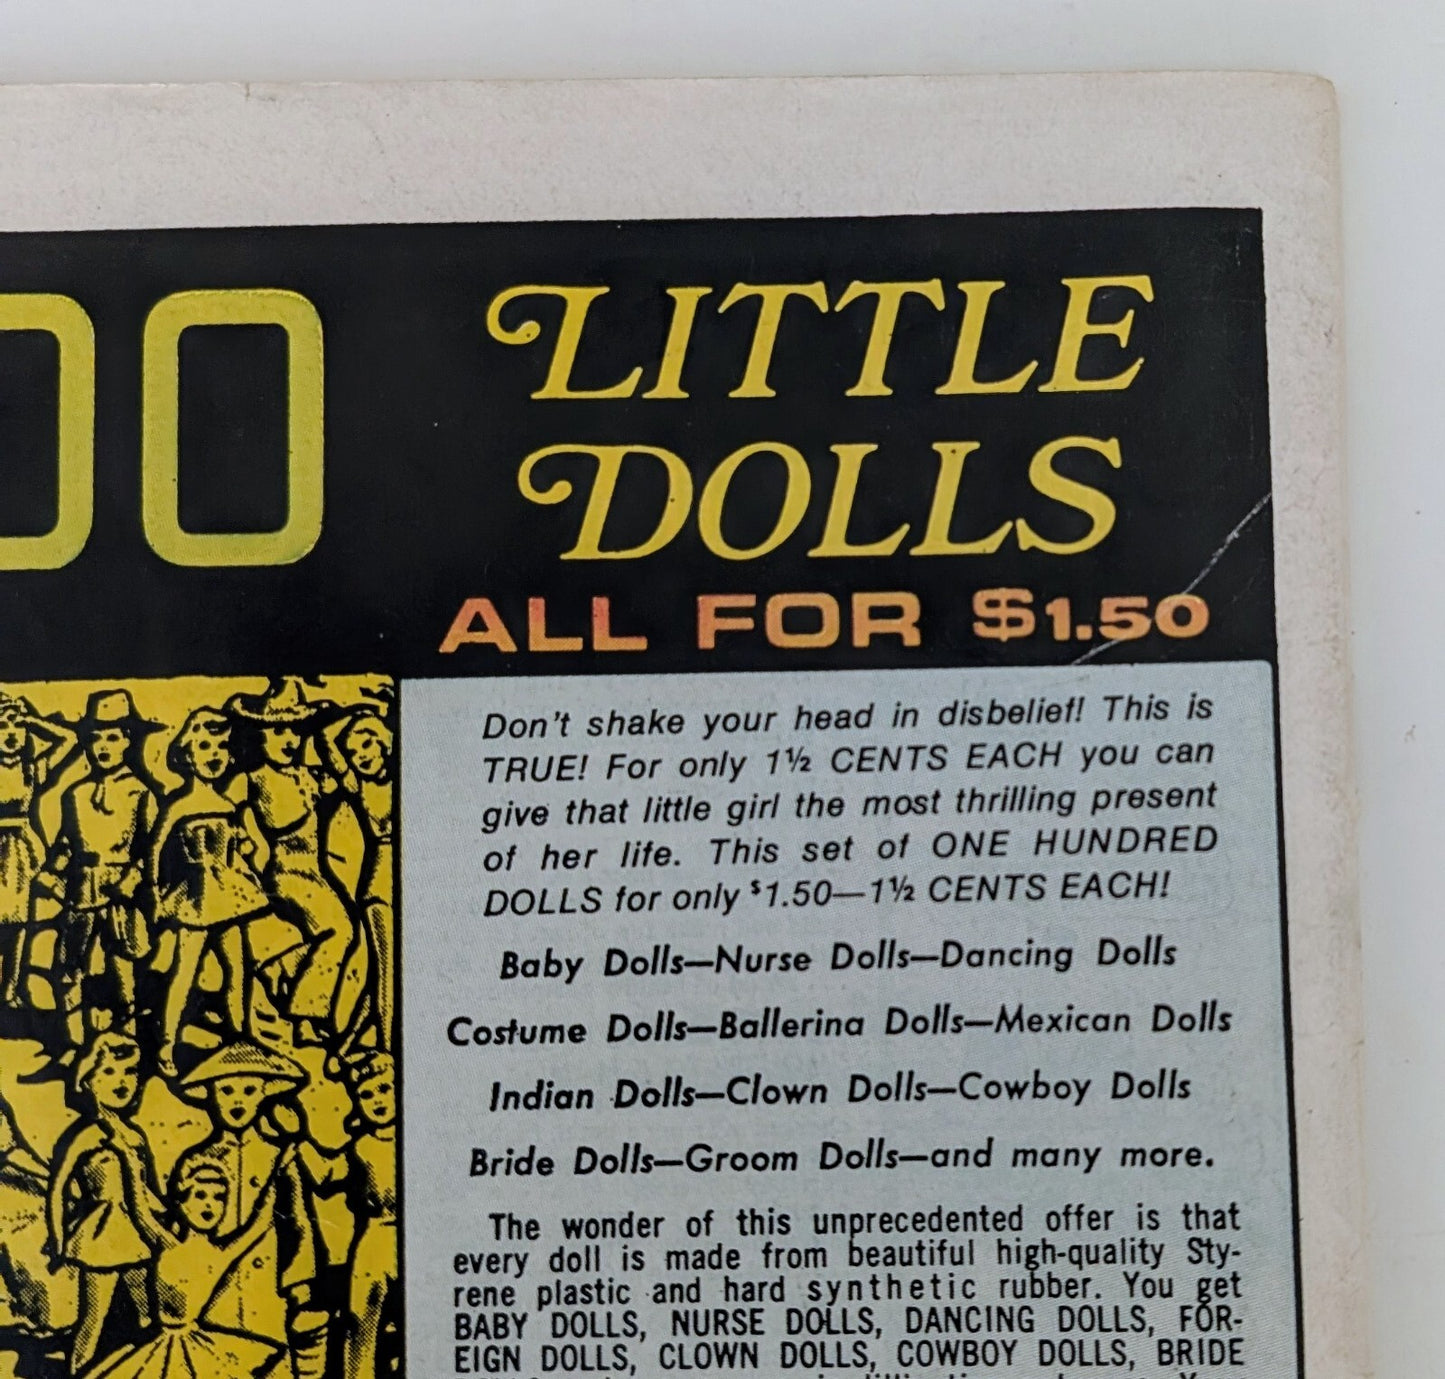 00 LITTLE
DOLLS
ALL FOR $1.50
Don't shake your head in disbelief! This is
TRUE! For only 1½ CENTS EACH you can
give that little girl the most thrilling present
of her life. This set of ONE HUNDRED
DOLLS for only $1.50—1½ CENTS EACH!
Baby Dolls—Nurse Dolls—Dancing Dolls
Costume Dolls—Ballerina Dolls—Mexican Dolls
Indian Dolls—Clown Dolls—Cowboy Dolls
Bride Dolls—Groom Dolls—and many more.
The wonder of this unprecedented offer is that
every doll is made from beautiful high-quality Sty-
rene plastic and hard synthetic rubber. You get
BABY DOLLS, NURSE DOLLS, DANCING DOLLS, FOR-
EIGN DOLLS, CLOWN DOLLS, COWBOY DOLLS, BRIDE